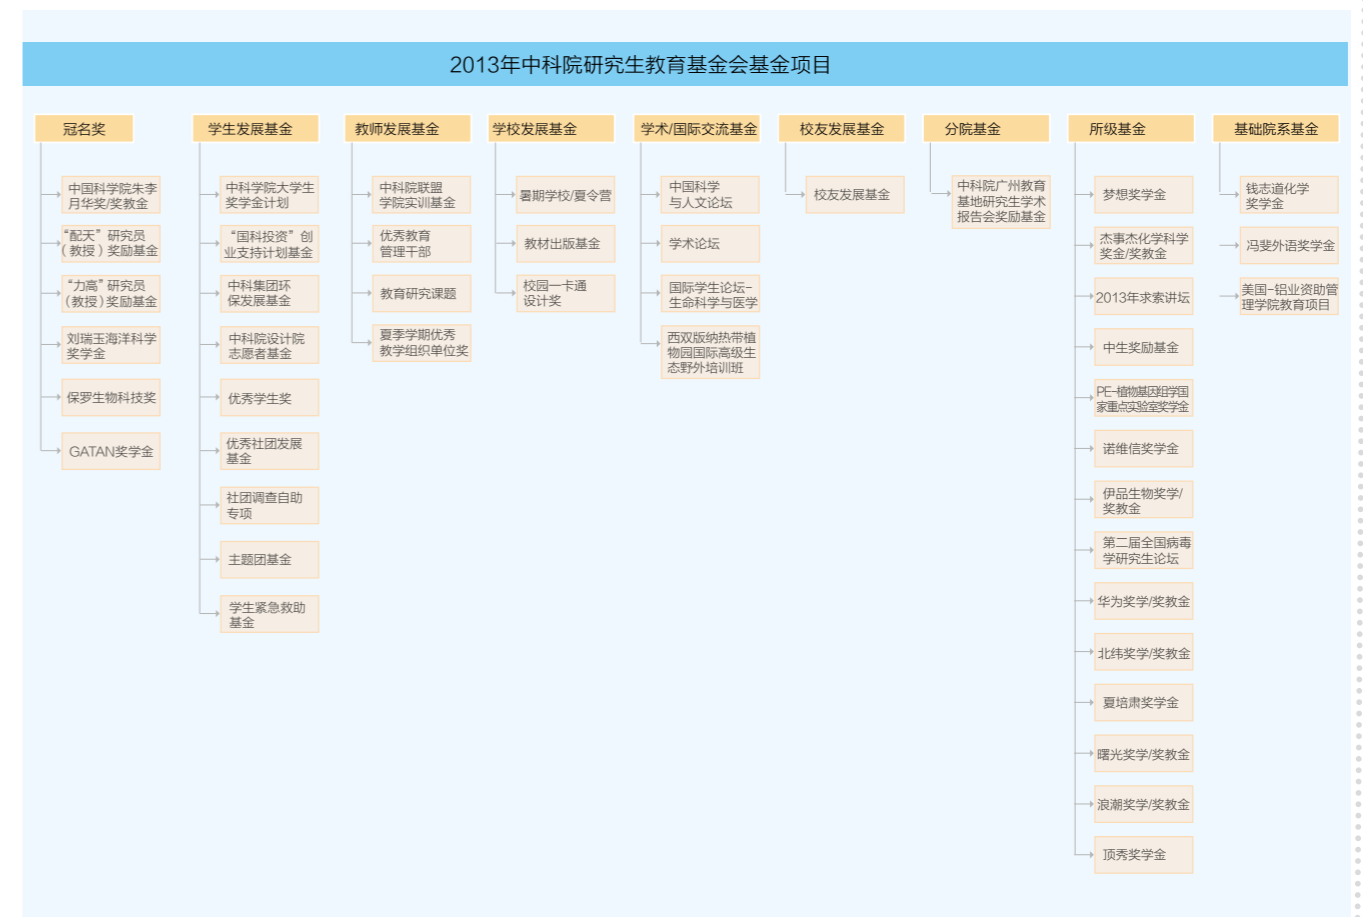 2013年中科院研究生教育基金会基金项目
冠名奖
中国科学院朱李
月华奖/奖教金
“配天”研究员
（教授）奖励基金
“力高”研究员
（教授）奖励基金
刘瑞玉海洋科学
奖学金
保罗生物科技奖
GATAN奖学金
学生发展基金
中科学院大学生
奖学金计划
“国科投资”创
业支持计划基金
中科集团环
保发展基金
中科院设计院
志愿者基金
优秀学生奖
优秀社团发展
基金
社团调查自助
专项
主题团基金
学生紧急救助
基金
教师发展基金
中科院联盟
学院实训基金
优秀教育
管理干部
教育研究课题
夏季学期优秀
教学组织单位奖
学校发展基金
暑期学校/夏令营
教材出版基金
校园一卡通
设计奖
学术/国际交流基金
中国科学
与人文论坛
学术论坛
国际学生论坛-
生命科学与医学
西双版纳热带植
物园国际高级生
态野外培训班
校友发展基金
校友发展基金
分院基金
中科院广州教育
基地研究生学术
报告会奖励基金
所级基金
梦想奖学金
杰事杰化学科学
奖金/奖教金
2013年求索讲坛
中生奖励基金
PE-植物基因组学国
家重点实验室奖学金
诺维信奖学金
伊品生物奖学/
奖教金
第二届全国病毒
学研究生论坛
华为奖学/奖教金
北纬奖学/奖教金
夏培肃奖学金
曙光奖学/奖教金
浪潮奖学/奖教金
顶秀奖学金
基础院系基金
钱志道化学
奖学金
冯斐外语奖学金
美国-铝业资助管
理学院教育项目